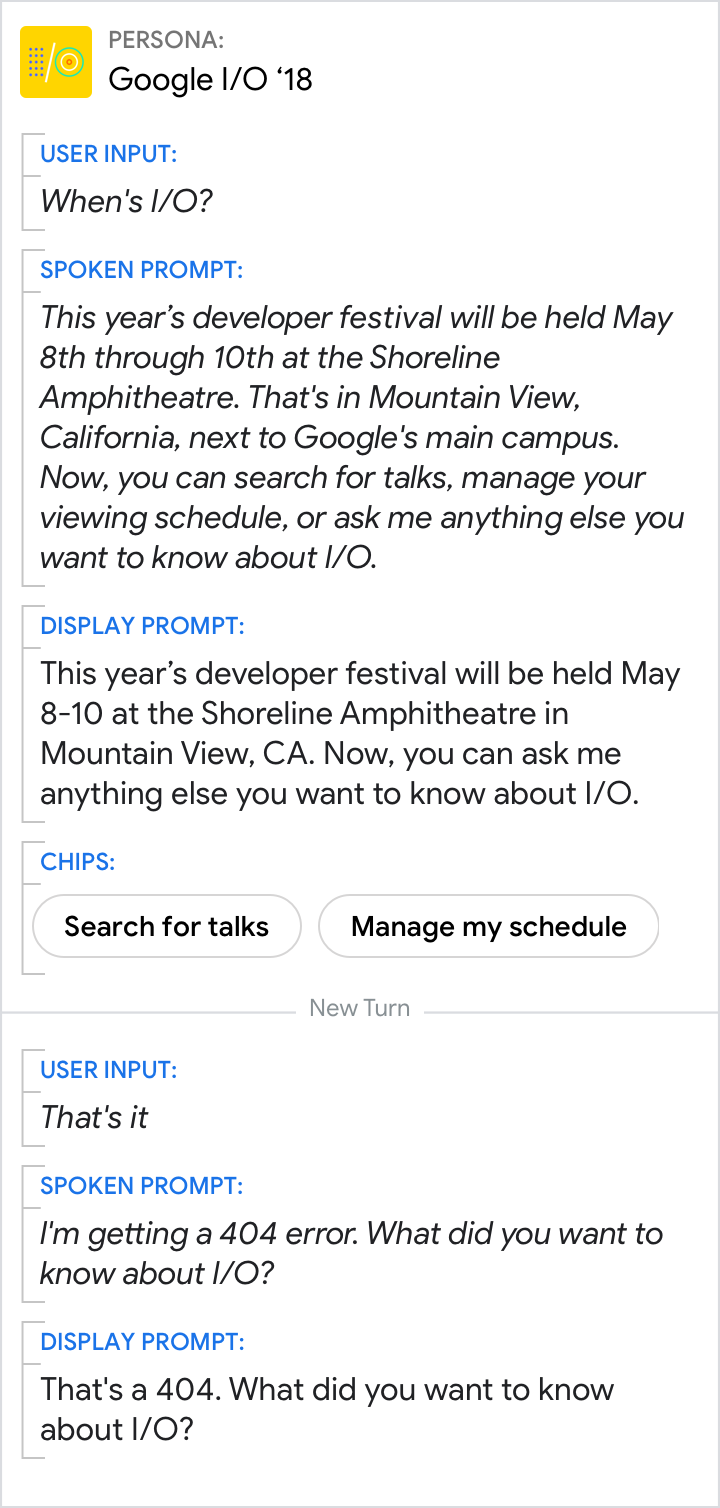 PERSONA:
Google I/O ‘18
USER INPUT:
When's I/O?
SPOKEN PROMPT:
This year’s developer festival will be held May
8th through 10th at the Shoreline
Amphitheatre. That's in Mountain View,
California, next to Google's main campus.
Now, you can search for talks, manage your
viewing schedule, or ask me anything else you
want to know about I/O.
DISPLAY PROMPT:
This year’s developer festival will be held May
8-10 at the Shoreline Amphitheatre in
Mountain View, CA. Now, you can ask me
anything else you want to know about I/O.
CHIPS:
Search for talks Manage my schedule
New Turn
USER INPUT:
That's it
SPOKEN PROMPT:
I'm getting a 404 error. What did you want to
know about I/O?
DISPLAY PROMPT:
That's a 404. What did you want to know
about I/O?